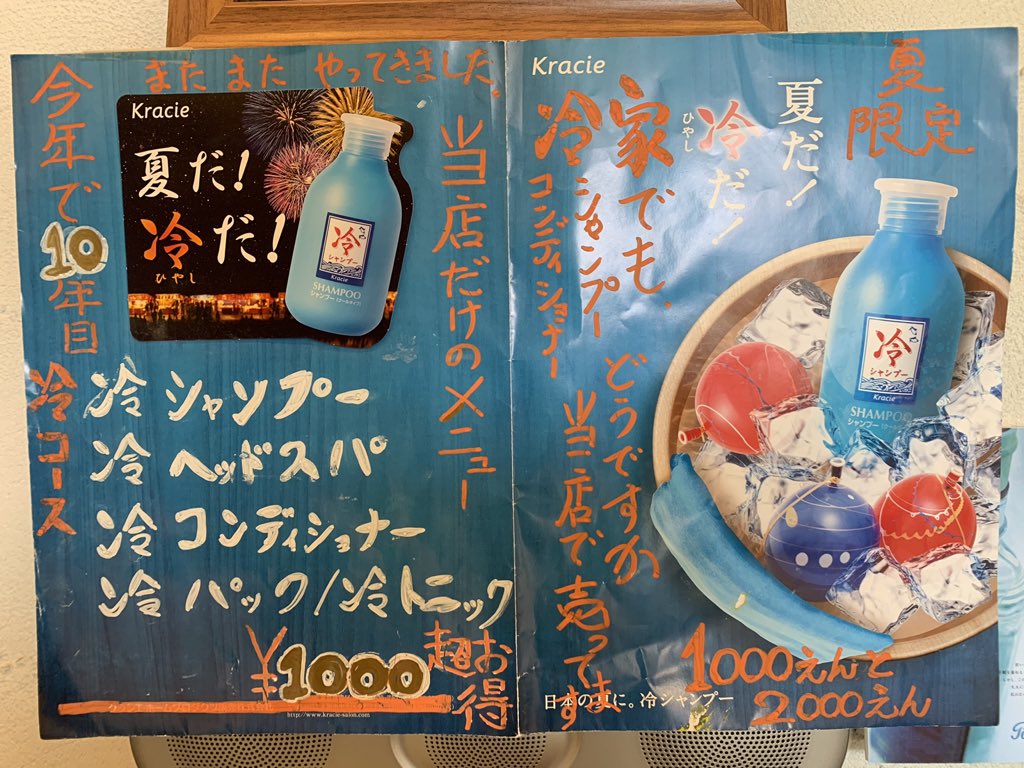 またまた やってきました。
今年で10年目
Kracie
夏だ!
冷だ!
ひやし
冷
シャンプー
Kracie
SHAMPOO
当店だけのメニュー
冷コース
冷 シャンプー
冷 ヘッドスパ
冷 コンディショナー
冷 パック/冷トニック
¥1000
超お得
http://www.kracie-salon.com
Kracie
夏
限定
夏だ!
冷だ!
ひやし
家でも、
冷シャンプー
コンディショナー
どうですか
当店で売ってます
冷
シャンプー
Kracie
SHAMPOO
1000えんと
2000えん
日本の夏に。冷シャンプー